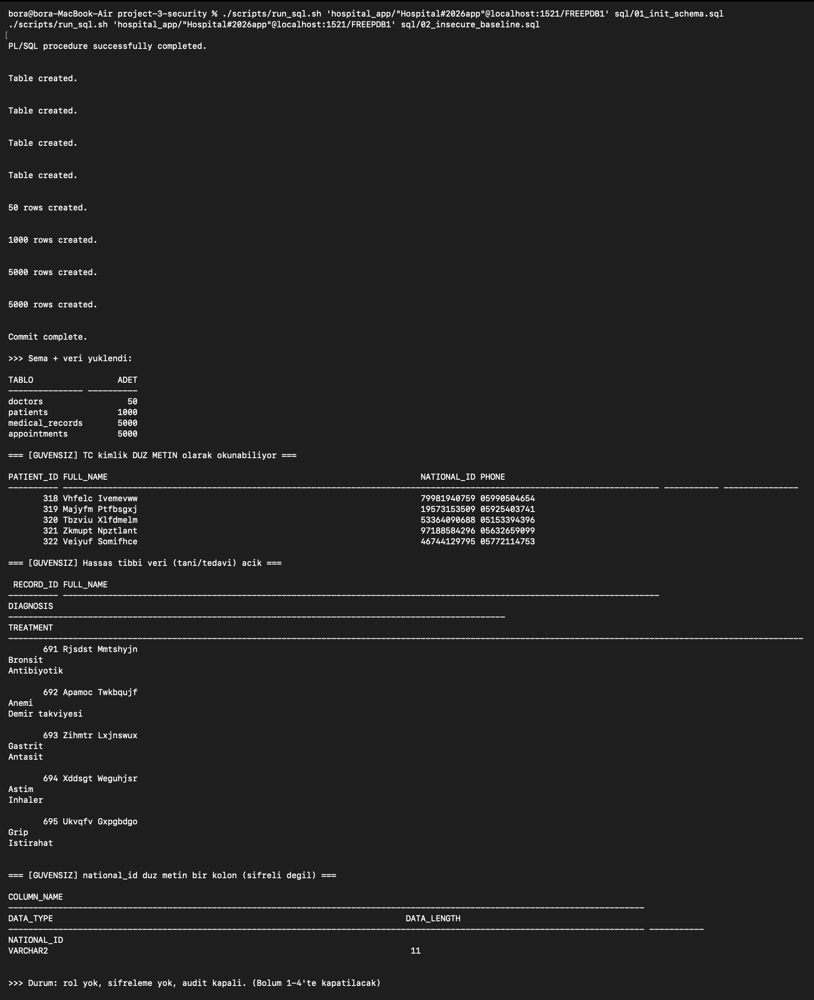 bora@bora-MacBook-Air project-3-security % ./scripts/run_sql.sh 'hospital_app/"Hospital#2026app"@localhost:1521/FREEPDB1' sql/01_init_schema.sql
./scripts/run_sql.sh 'hospital_app/"Hospital#2026app"@localhost:1521/FREEPDB1' sql/02_insecure_baseline.sql
[
PL/SQL procedure successfully completed.
Table created.
Table created.
Table created.
Table created.
50 rows created.
1000 rows created.
5000 rows created.
5000 rows created.
Commit complete.
>>> Sema + veri yuklendi:
TABLO ADET
--------------- ----------
doctors 50
patients 1000
medical_records 5000
appointments 5000
=== [GUVENSIZ] TC kimlik DUZ METIN olarak okunabiliyor ===
PATIENT_ID FULL_NAME NATIONAL_ID PHONE
---------- ------------------------------------------------------------------------------------------------------------------------ ----------- ---------------
318 Vhfelc Ivemevww 79981940759 05990504654
319 Majyfm Ptfbsgxj 19573153509 05925403741
320 Tbzviu Xlfdmelm 53364090688 05153394396
321 Zkmupt Npztlant 97188584296 05632659099
322 Veiyuf Somifhce 46744129795 05772114753
=== [GUVENSIZ] Hassas tibbi veri (tani/tedavi) acik ===
RECORD_ID FULL_NAME
---------- ------------------------------------------------------------------------------------------------------------------------
DIAGNOSIS
----------------------------------------------------------------------------------------------------
TREATMENT
----------------------------------------------------------------------------------------------------------------------------------------------------------------
691 Rjsdst Mmtshyjn
Bronsit
Antibiyotik
692 Apamoc Twkbqujf
Anemi
Demir takviyesi
693 Zihmtr Lxjnswux
Gastrit
Antasit
694 Xddsgt Weguhjsr
Astim
Inhaler
695 Ukvqfv Gxpgbdgo
Grip
Istirahat
=== [GUVENSIZ] national_id duz metin bir kolon (sifreli degil) ===
COLUMN_NAME
--------------------------------------------------------------------------------------------------------------------------------
DATA_TYPE DATA_LENGTH
-------------------------------------------------------------------------------------------------------------------------------- -----------
NATIONAL_ID
VARCHAR2 11
>>> Durum: rol yok, sifreleme yok, audit kapali. (Bolum 1-4'te kapatilacak)